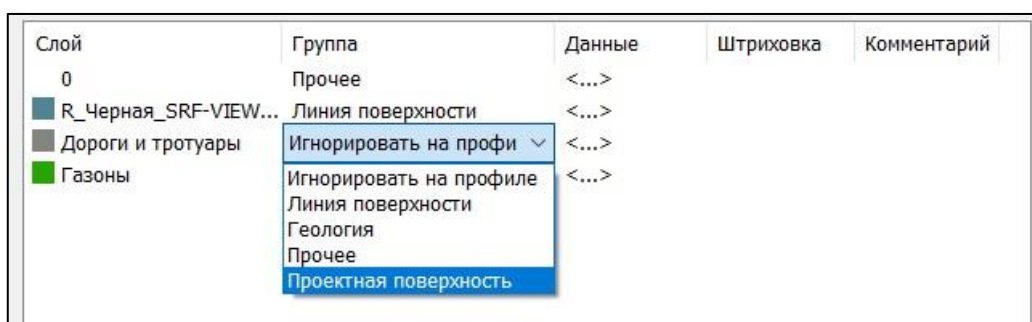 Слой Группа Данные Штриховка Комментарий
0 Прочее <...>
R_Черная_SRF-VIEW... Линия поверхности <...>
Дороги и тротуары Игнорировать на профи <...>
Газоны Игнорировать на профиле <...>
Линия поверхности
Геология
Прочее
Проектная поверхность